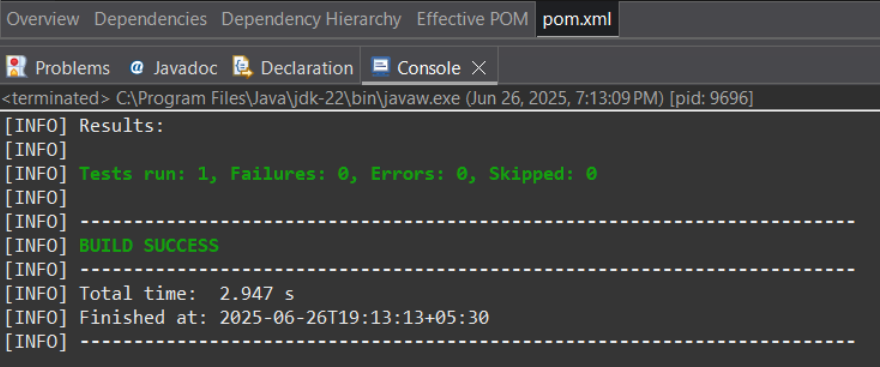 Overview Dependencies Dependency Hierarchy Effective POM pom.xml
Problems @ Javadoc Declaration Console
<terminated> C:\Program Files\Java\jdk-22\bin\javaw.exe (Jun 26, 2025, 7:13:09 PM) [pid: 9696]
[INFO] Results:
[INFO]
[INFO] Tests run: 1, Failures: 0, Errors: 0, Skipped: 0
[INFO]
[INFO] ------------------------------------------------------------------------
[INFO] BUILD SUCCESS
[INFO] ------------------------------------------------------------------------
[INFO] Total time:  2.947 s
[INFO] Finished at: 2025-06-26T19:13:13+05:30
[INFO] ------------------------------------------------------------------------